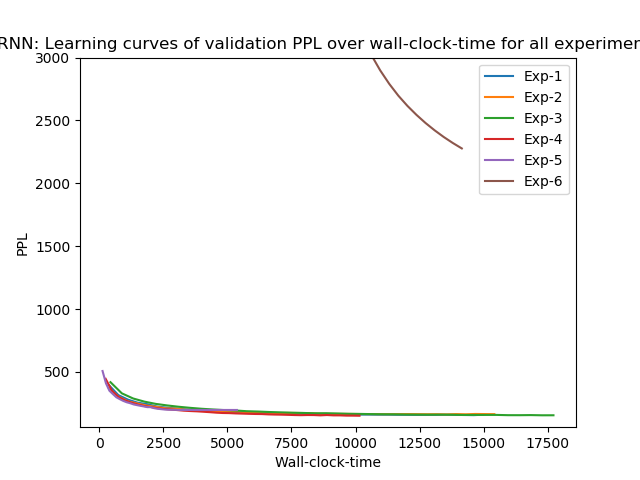 RNN: Learning curves of validation PPL over wall-clock-time for all experimer
3000
2500
2000
1500
1000
500
PPL
0
2500
5000
7500
10000
12500
15000
17500
Wall-clock-time
Exp-1
Exp-2
Exp-3
Exp-4
Exp-5
Exp-6